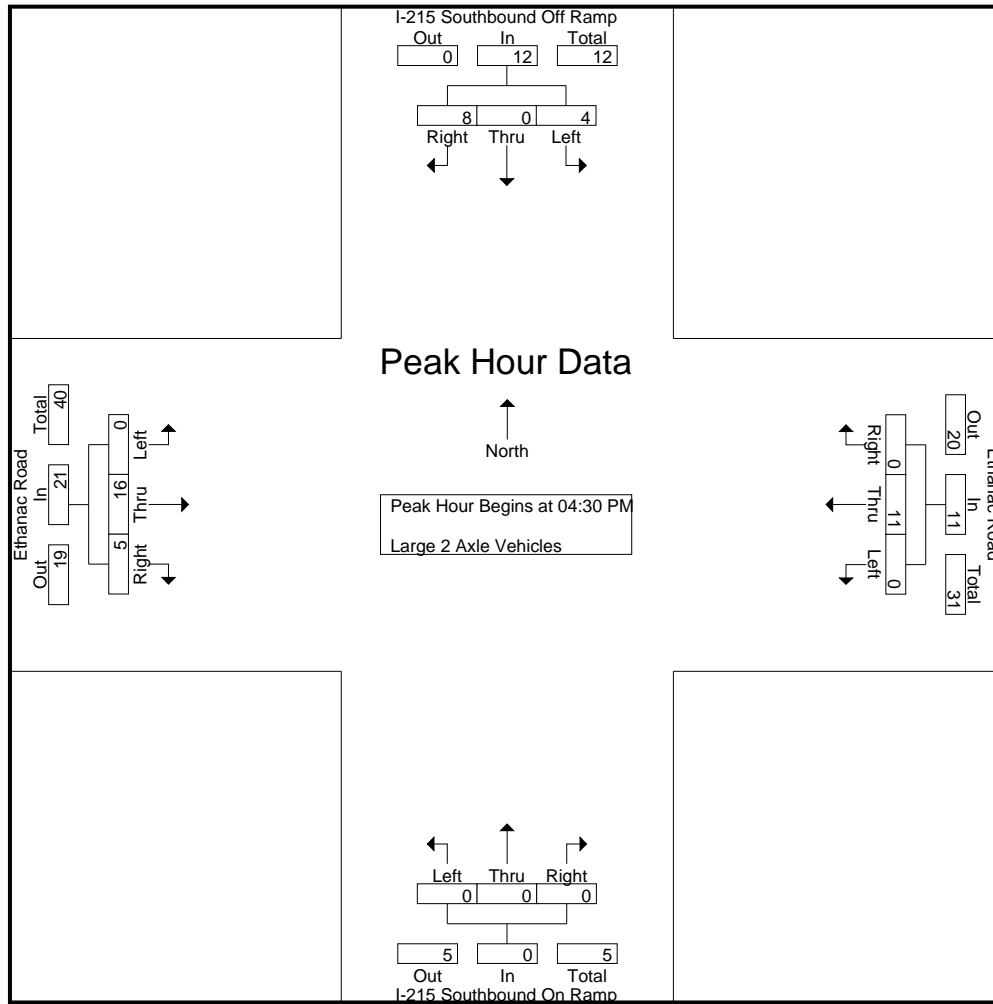 I-215 Southbound Off Ramp
Out In Total
0 12 12
8 0 4
Right Thru Left
Peak Hour Data
North
Peak Hour Begins at 04:30 PM
Large 2 Axle Vehicles
Ethanac Road
Out In Total
19 21 40
5 16 0
Right Thru Left
Ethanac Road
Out In Total
20 11 31
0 11 0
Right Thru Left
Left Thru Right
0 0 0
5 0 5
Out In Total
I-215 Southbound On Ramp